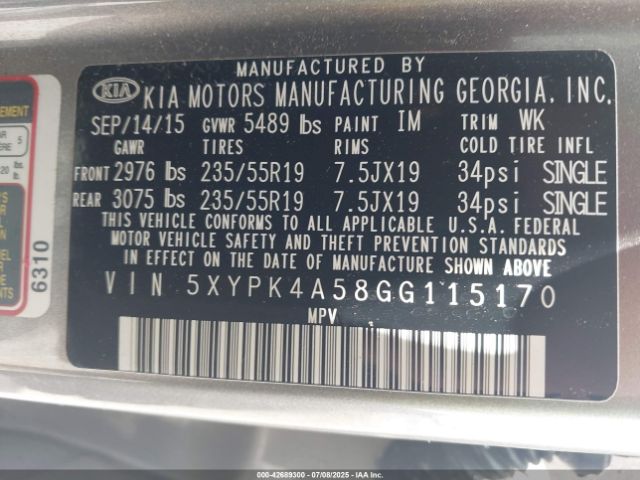 MANUFACTURED BY
KIA KIA MOTORS MANUFACTURING GEORGIA, INC.
SEP/14/15 GVWR 5489 lbs PAINT IM TRIM WK
GAWR TIRES RIMS COLD TIRE INFL
FRONT 2976 lbs 235/55R19 7.5JX19 34psi SINGLE
REAR 3075 lbs 235/55R19 7.5JX19 34psi SINGLE
THIS VEHICLE CONFORMS TO ALL APPLICABLE U.S.A. FEDERAL
MOTOR VEHICLE SAFETY AND THEFT PREVENTION STANDARDS
IN EFFECT ON THE DATE OF MANUFACTURE SHOWN ABOVE
VIN 5XYPK4A58GG115170
MPV
6310
5
lbs.
000-42689300 - 07/08/2025 - IAA Inc.